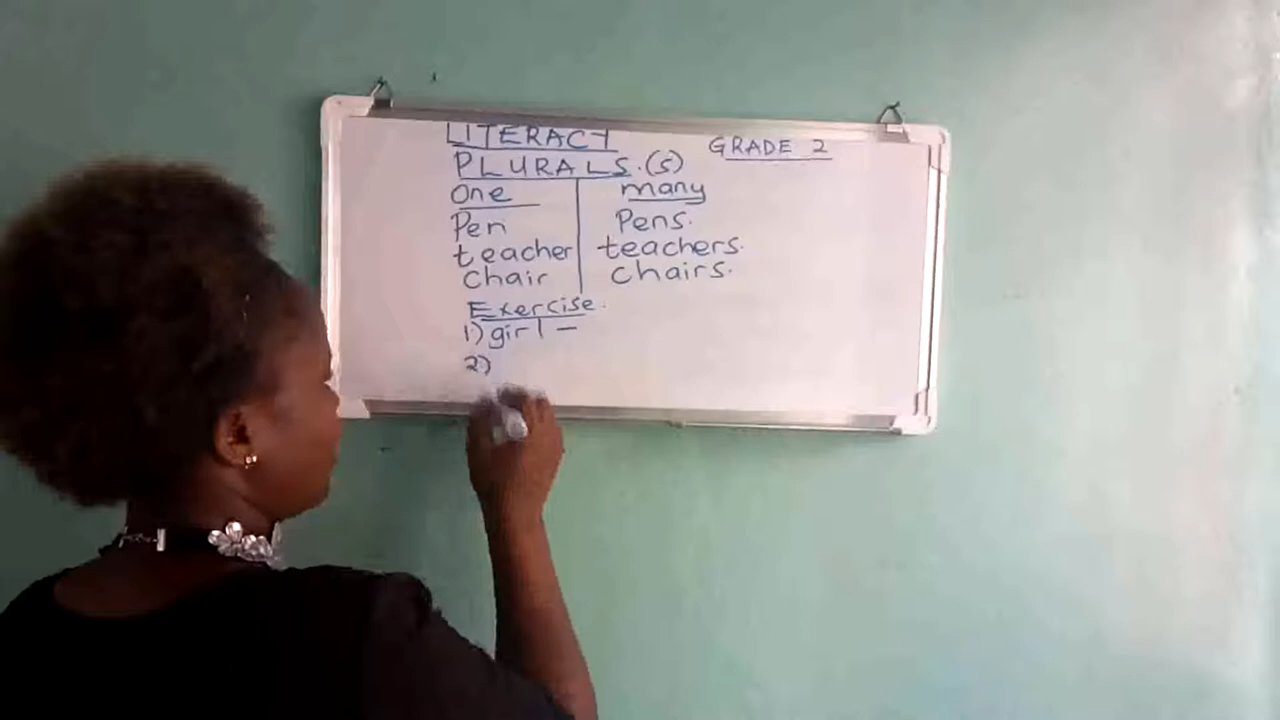 LITERACY GRADE 2
PLURALS. (s)
One many
Pen Pens.
teacher teachers.
Chair Chairs.
Exercise.
1) girl –
2)